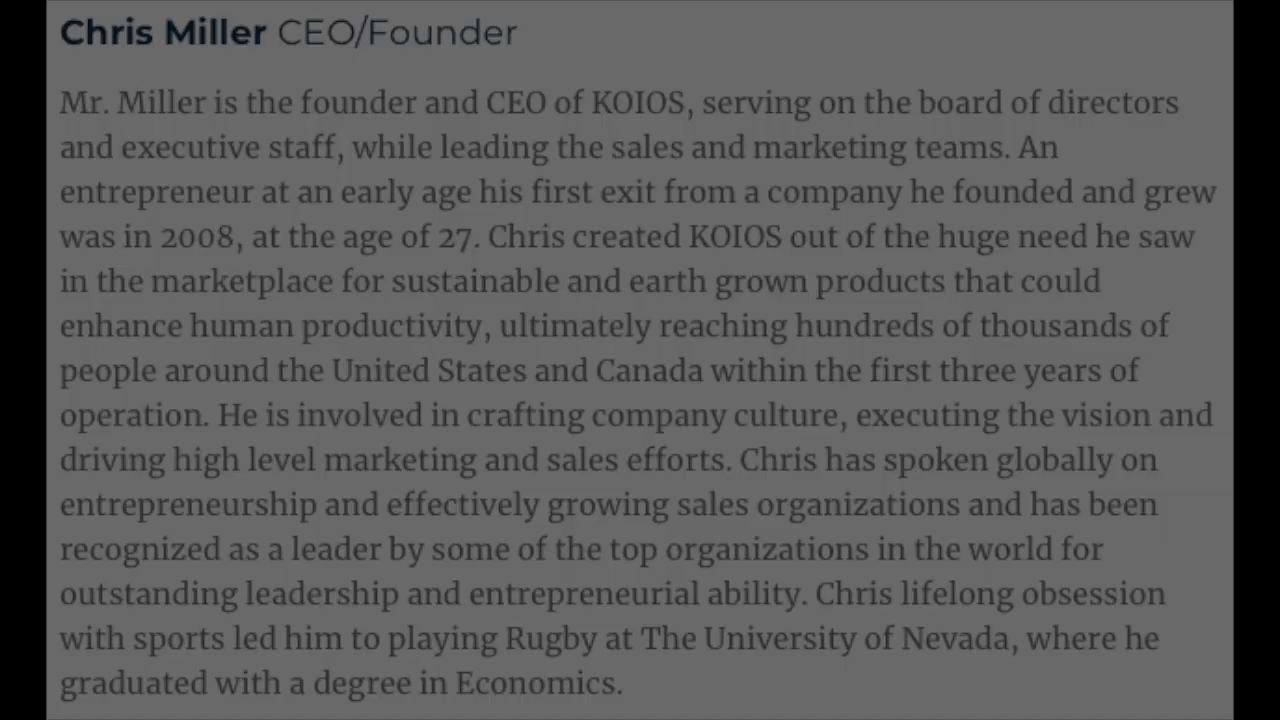 Chris Miller CEO/Founder
Mr. Miller is the founder and CEO of KOIOS, serving on the board of directors
and executive staff, while leading the sales and marketing teams. An
entrepreneur at an early age his first exit from a company he founded and grew
was in 2008, at the age of 27. Chris created KOIOS out of the huge need he saw
in the marketplace for sustainable and earth grown products that could
enhance human productivity, ultimately reaching hundreds of thousands of
people around the United States and Canada within the first three years of
operation. He is involved in crafting company culture, executing the vision and
driving high level marketing and sales efforts. Chris has spoken globally on
entrepreneurship and effectively growing sales organizations and has been
recognized as a leader by some of the top organizations in the world for
outstanding leadership and entrepreneurial ability. Chris lifelong obsession
with sports led him to playing Rugby at The University of Nevada, where he
graduated with a degree in Economics.